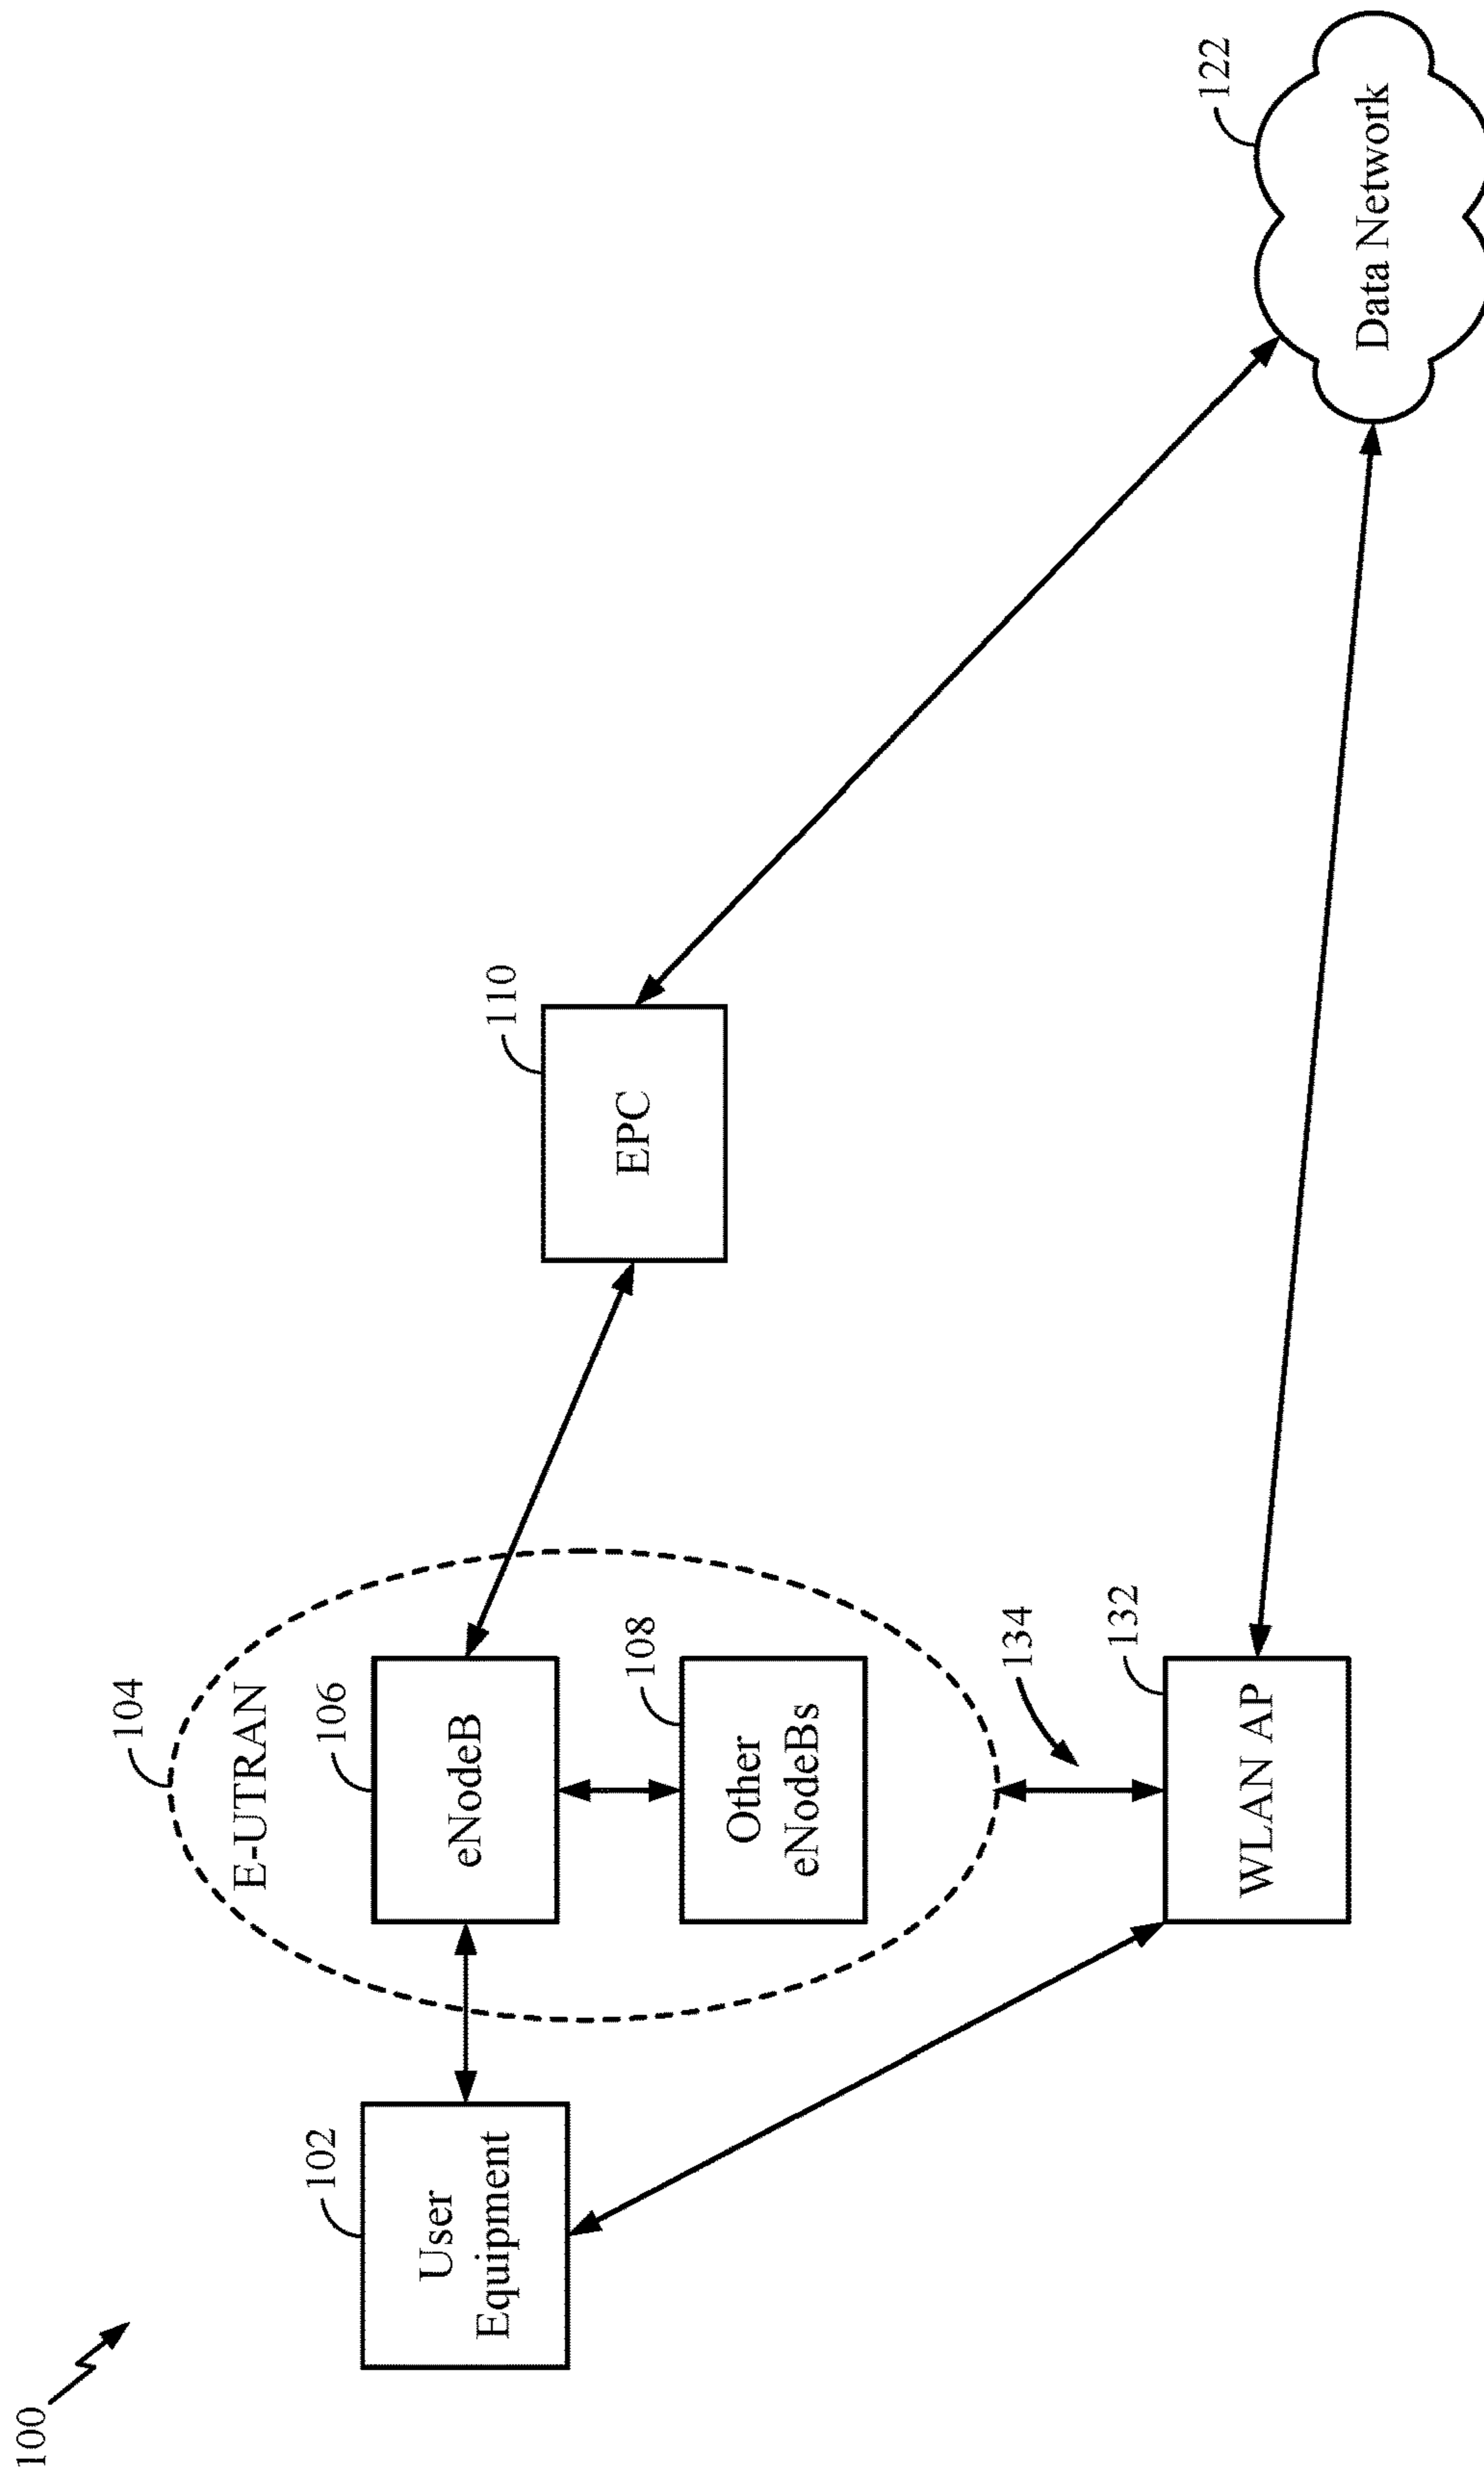 100
104
E-UTRAN
102
User
Equipment
106
eNodeB
108
Other
eNodeBs
110
EPC
134
132
WLAN AP
122
Data Network